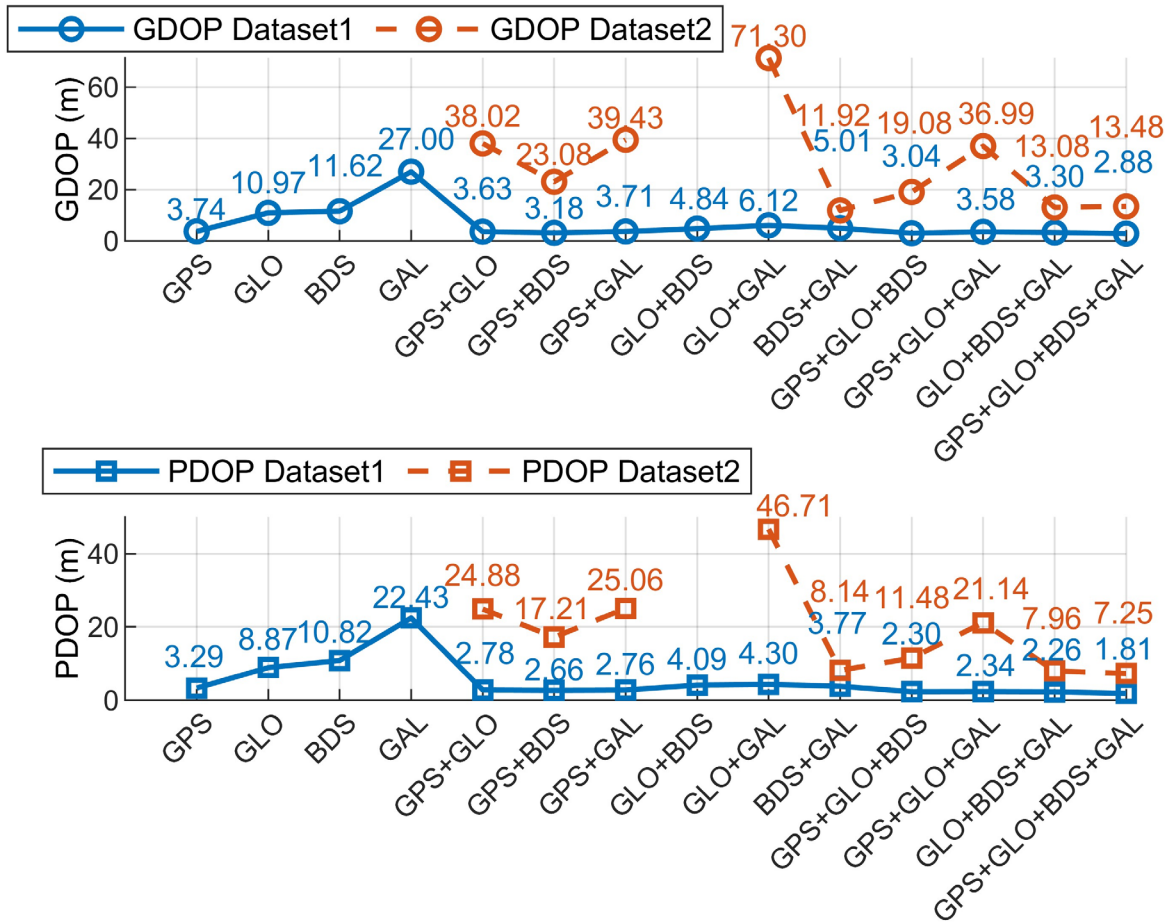 GDOP Dataset1 GDOP Dataset2
71.30
60
40
20
0
GDOP (m)
38.02 39.43 11.92 19.08 36.99 13.48
27.00 23.08 5.01 3.04 13.08 2.88
3.74 10.97 11.62 3.63 3.18 3.71 4.84 6.12 3.58 3.30
GPS
GLO
BDS
GAL
GPS+GLO
GPS+BDS
GPS+GAL
GLO+BDS
GLO+GAL
BDS+GAL
GPS+GLO+BDS
GPS+GLO+GAL
GLO+BDS+GAL
GPS+GLO+BDS+GAL
PDOP Dataset1 PDOP Dataset2
46.71
40
20
0
PDOP (m)
24.88 17.21 25.06 8.14 11.48 21.14 7.96 7.25
3.29 8.87 10.82 22.43 2.78 2.66 2.76 4.09 4.30 3.77 2.30 2.34 2.26 1.81
GPS
GLO
BDS
GAL
GPS+GLO
GPS+BDS
GPS+GAL
GLO+BDS
GLO+GAL
BDS+GAL
GPS+GLO+BDS
GPS+GLO+GAL
GLO+BDS+GAL
GPS+GLO+BDS+GAL